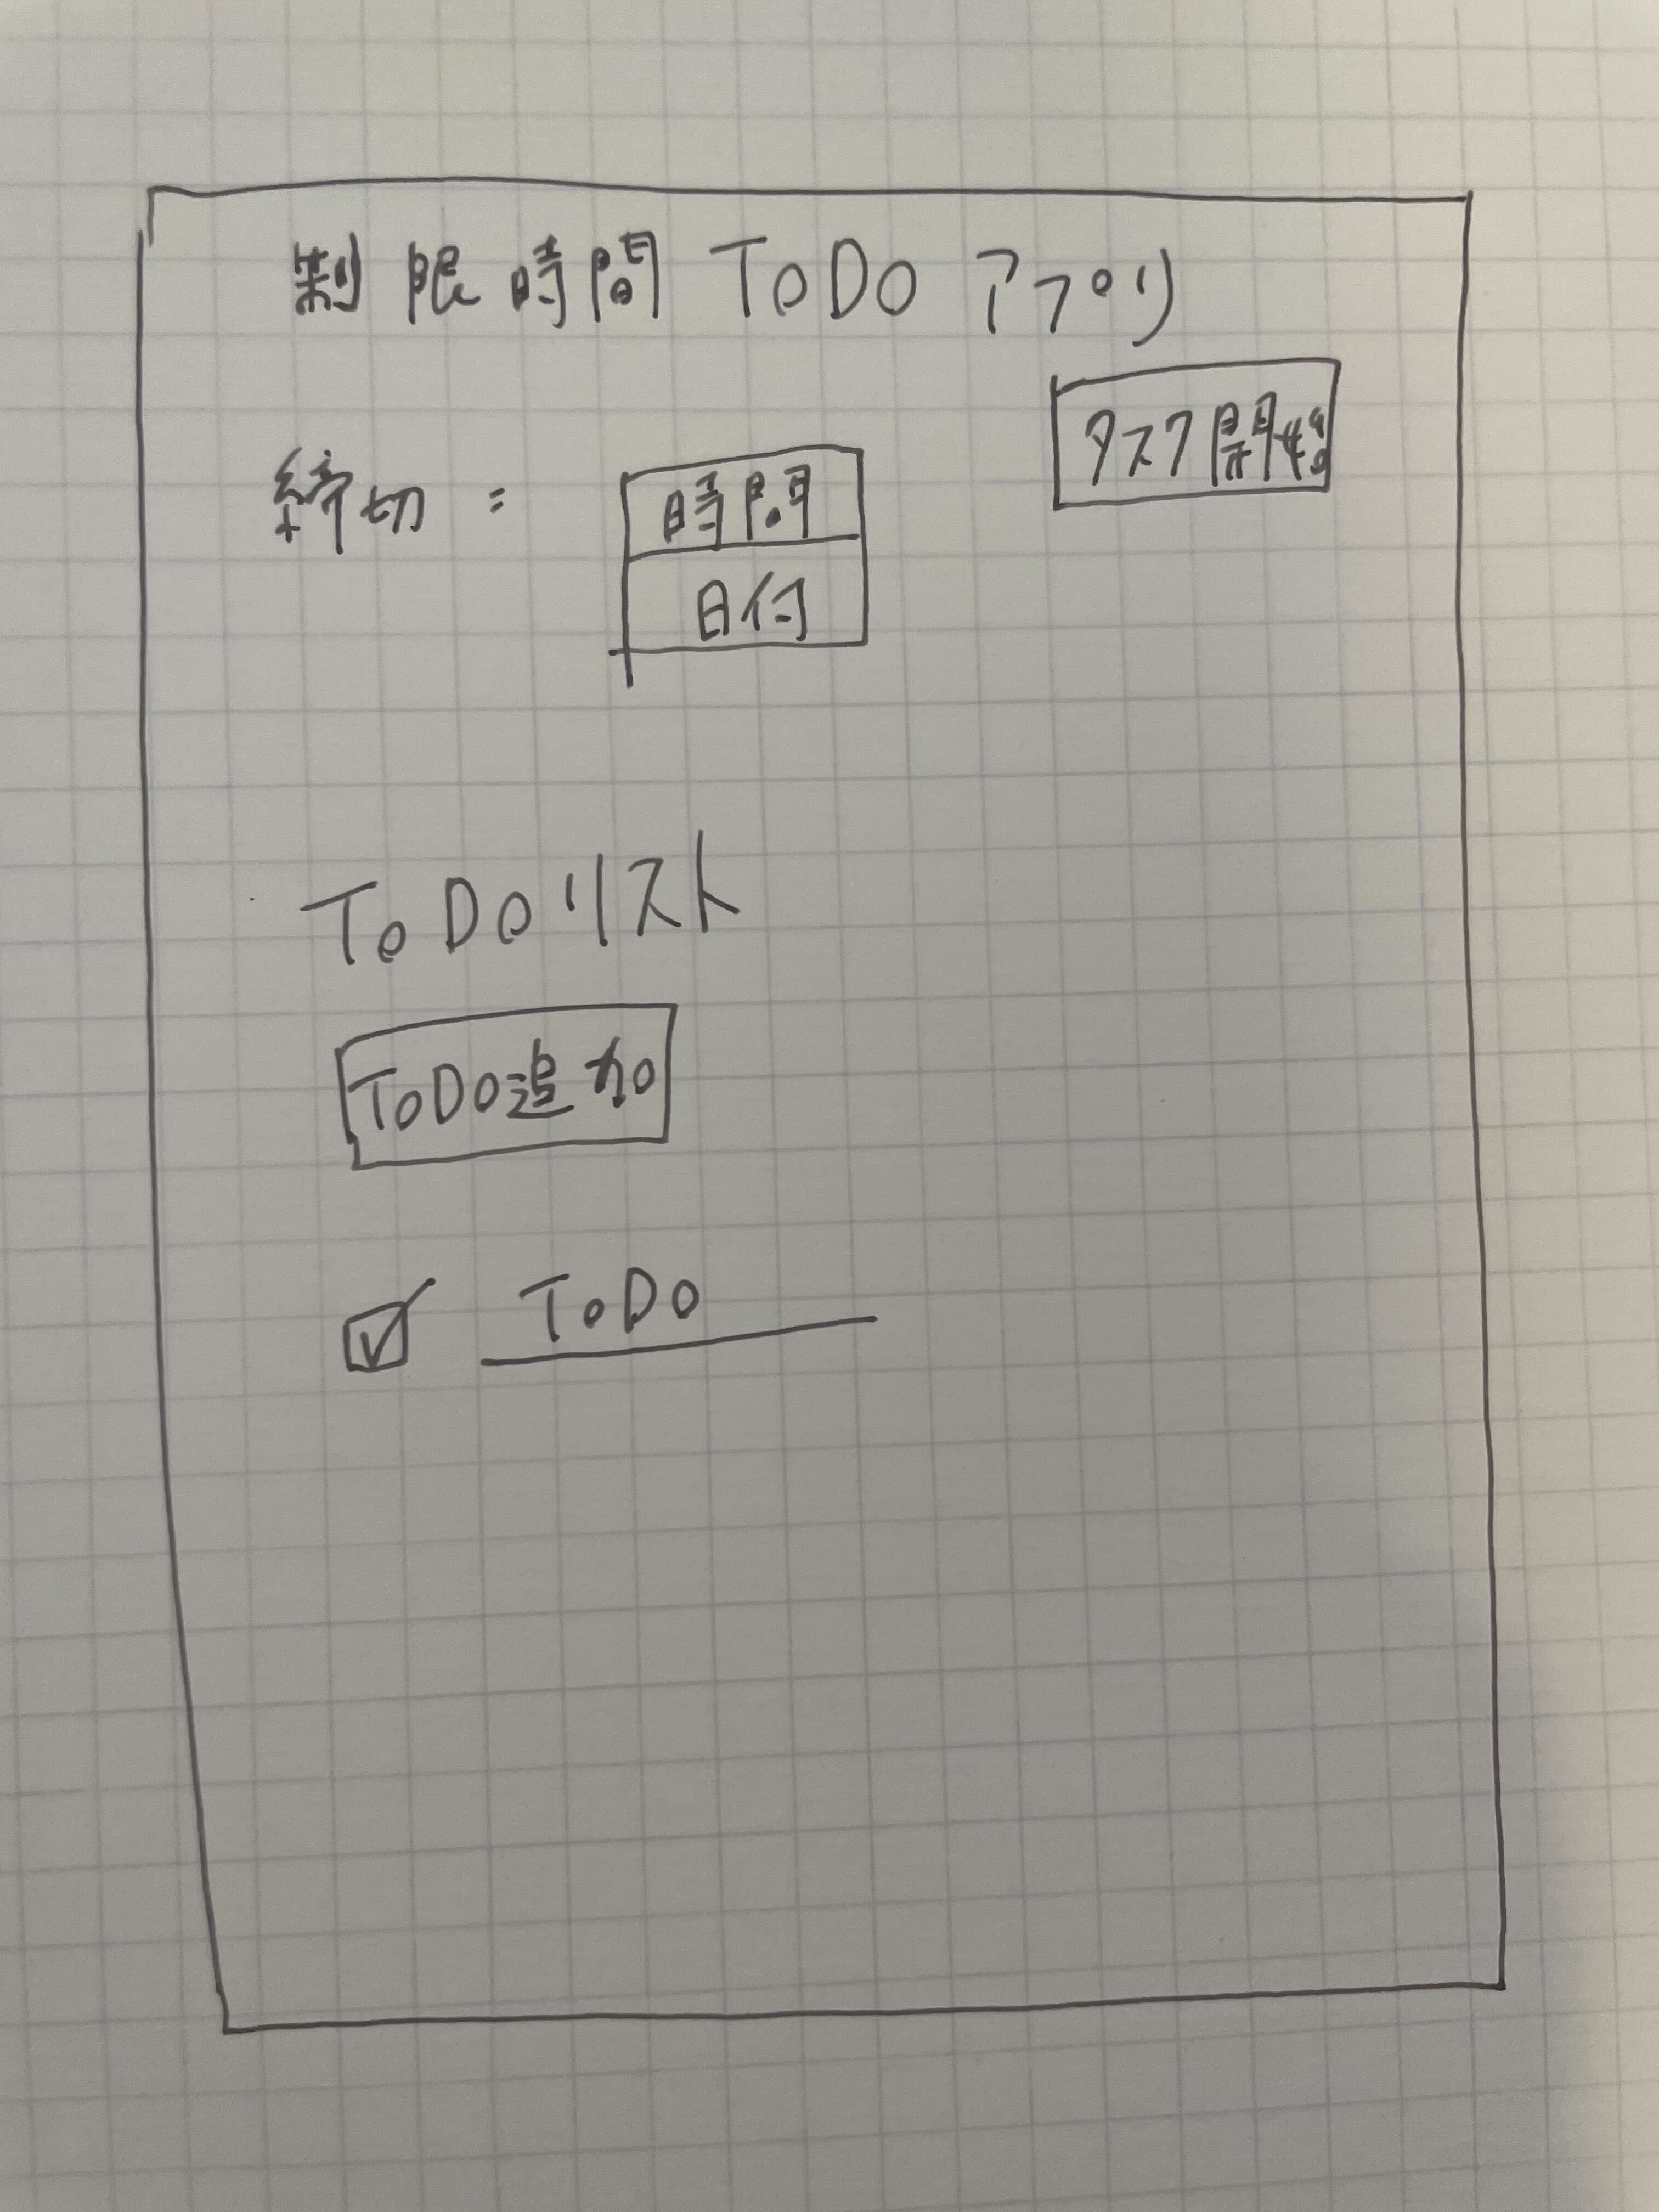 制限時間 ToDo アプリ
タスク開始
締切：
時間
日付
ToDoリスト
ToDo追加
ToDo